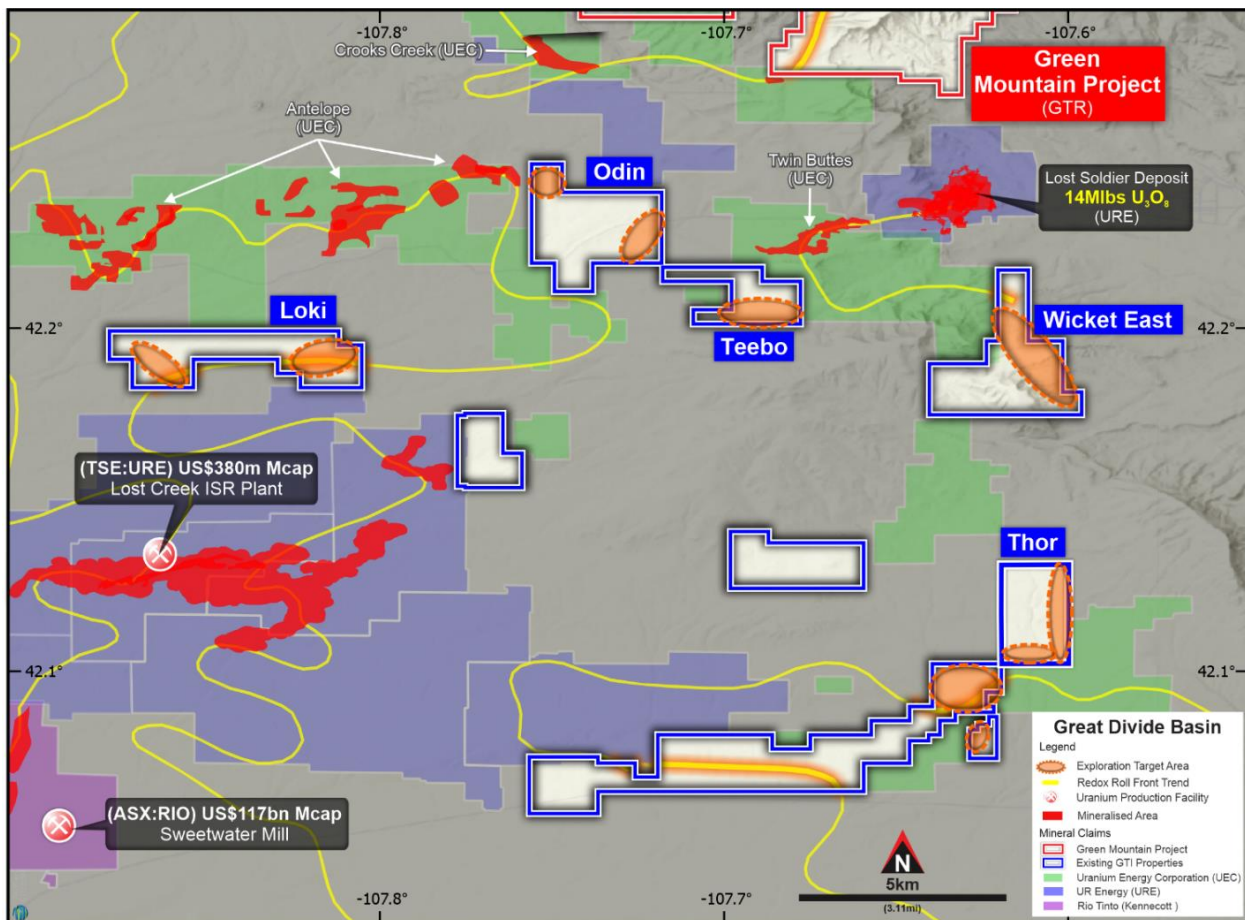 -107.8
-107.7
-107.6
Crooks Creek (UEC)
Green
Mountain Project
(GTR)
Antelope
(UEC)
Odin
Twin Buttes
(UEC)
Lost Soldier Deposit
14Mlbs U₃O₈
(URE)
42.2°
Loki
Teebo
Wicket East
42.2°
(TSE:URE) US$380m Mcap
Lost Creek ISR Plant
Thor
42.1°
42.1°
(ASX:RIO) US$117bn Mcap
Sweetwater Mill
N
5km
(3.11mi)
-107.8
-107.7
Great Divide Basin
Legend
Exploration Target Area
Redox Roll Front Trend
Uranium Production Facility
Mineralised Area
Mineral Claims
Green Mountain Project
Existing GTI Properties
Uranium Energy Corporation (UEC)
UR Energy (URE)
Rio Tinto (Kennecott )